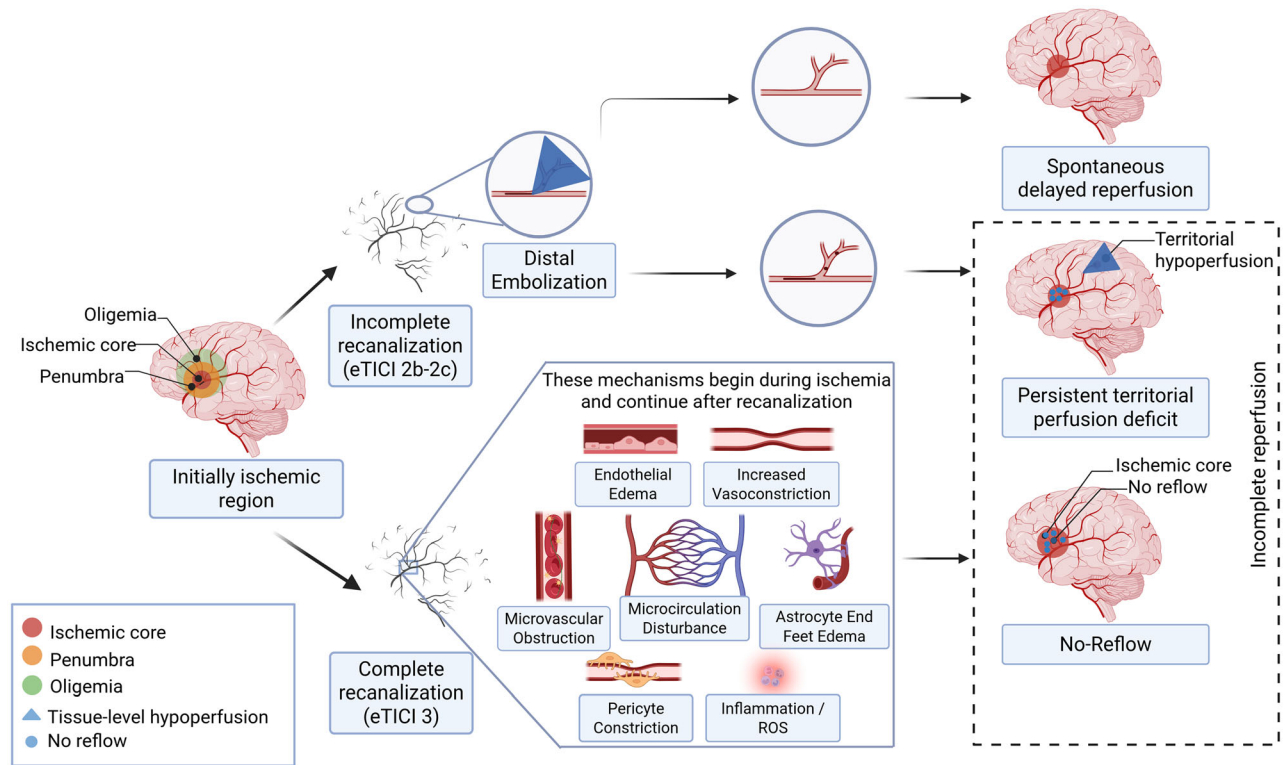 Spontaneous
delayed reperfusion
Distal
Embolization
Territorial
hypoperfusion
Oligemia
Ischemic core
Penumbra
Incomplete
recanalization
(eTICI 2b-2c)
Initially ischemic
region
These mechanisms begin during ischemia
and continue after recanalization
Endothelial
Edema
Increased
Vasoconstriction
Microvascular
Obstruction
Microcirculation
Disturbance
Astrocyte End
Feet Edema
Pericyte
Constriction
Inflammation /
ROS
Persistent territorial
perfusion deficit
Ischemic core
No reflow
No-Reflow
Incomplete reperfusion
Complete
recanalization
(eTICI 3)
Ischemic core
Penumbra
Oligemia
Tissue-level hypoperfusion
No reflow